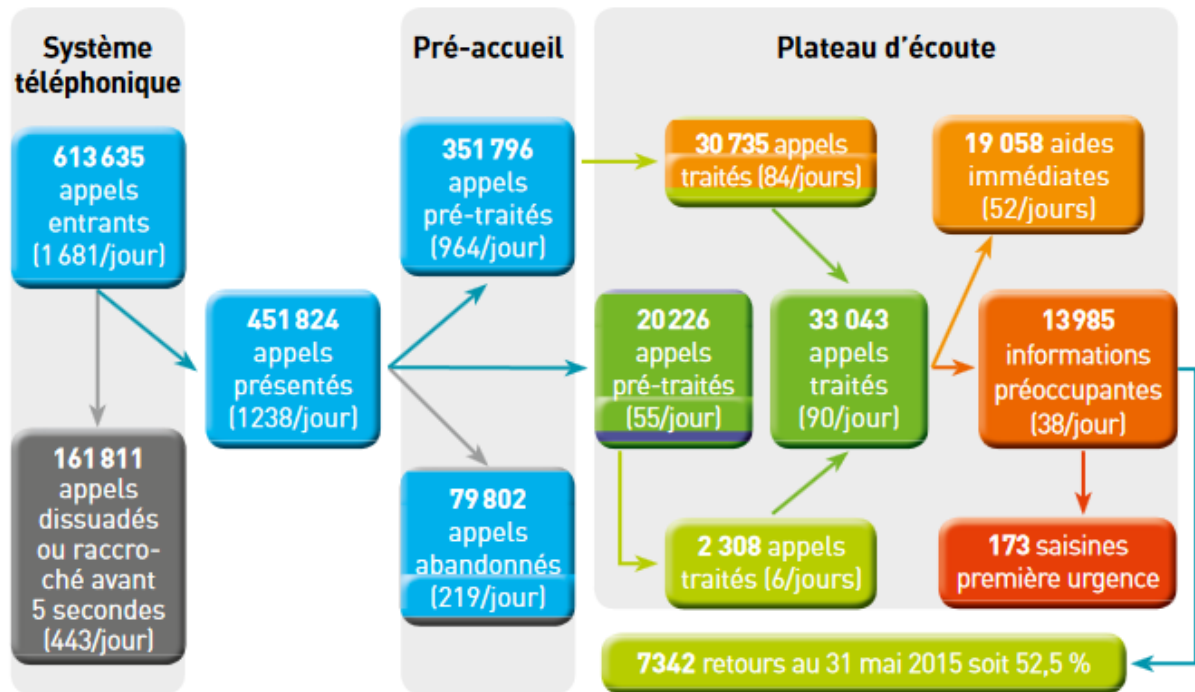 Système
téléphonique
613 635
appels
entrants
(1 681/jour)
161 811
appels
dissuadés
ou raccro-
ché avant
5 secondes
(443/jour)
451 824
appels
présentés
(1238/jour)
Pré-accueil
351 796
appels
pré-traités
(964/jour)
79 802
appels
abandonnés
(219/jour)
Plateau d'écoute
30 735 appels
traités (84/jours)
20 226
appels
pré-traités
(55/jour)
2 308 appels
traités (6/jours)
33 043
appels
traités
(90/jour)
19 058 aides
immédiates
(52/jours)
13 985
informations
préoccupantes
(38/jour)
173 saisines
première urgence
7342 retours au 31 mai 2015 soit 52,5 %